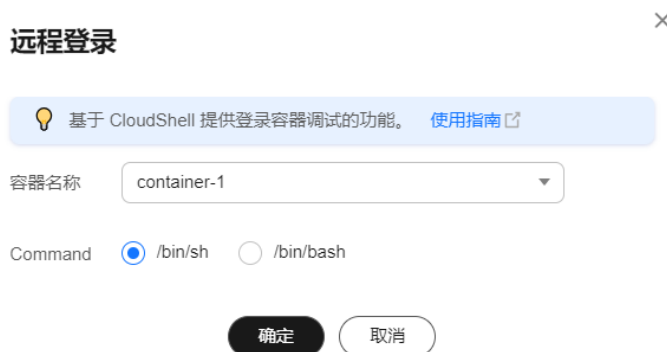 远程登录
基于 CloudShell 提供登录容器调试的功能。 使用指南
容器名称 container-1
Command /bin/sh /bin/bash
确定 取消